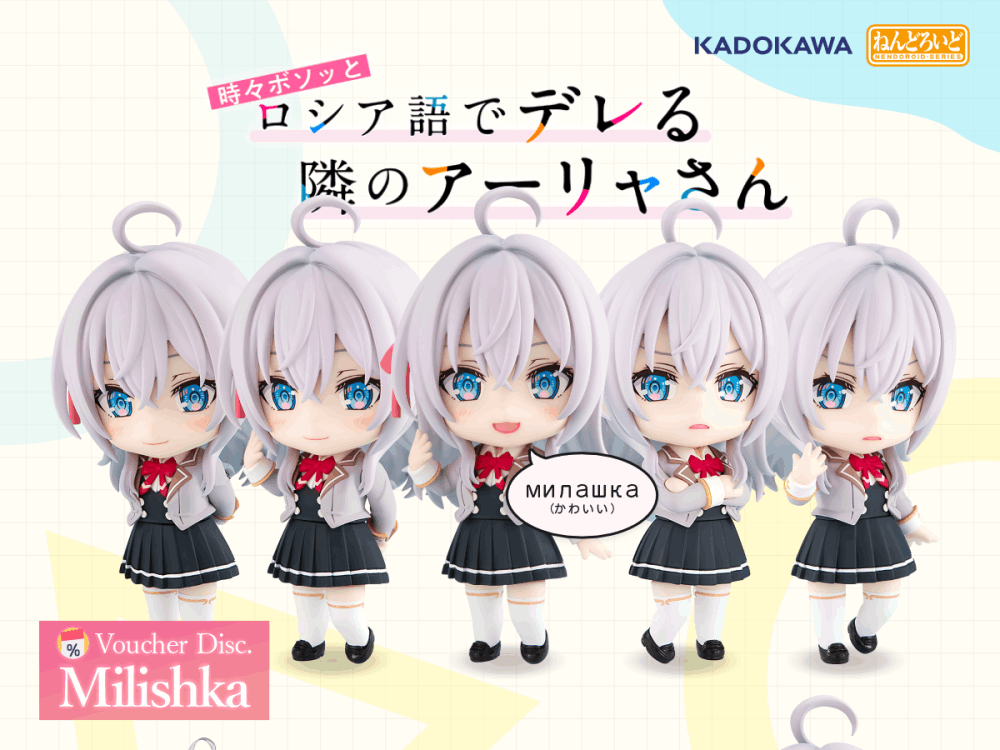 KADOKAWA
ねんどろいど
NENDOROID-SERIES
時々ボソッと
ロシア語でデレる
隣のアーリャさん
милашка
(かわいい)
%
Voucher Disc.
Milishka